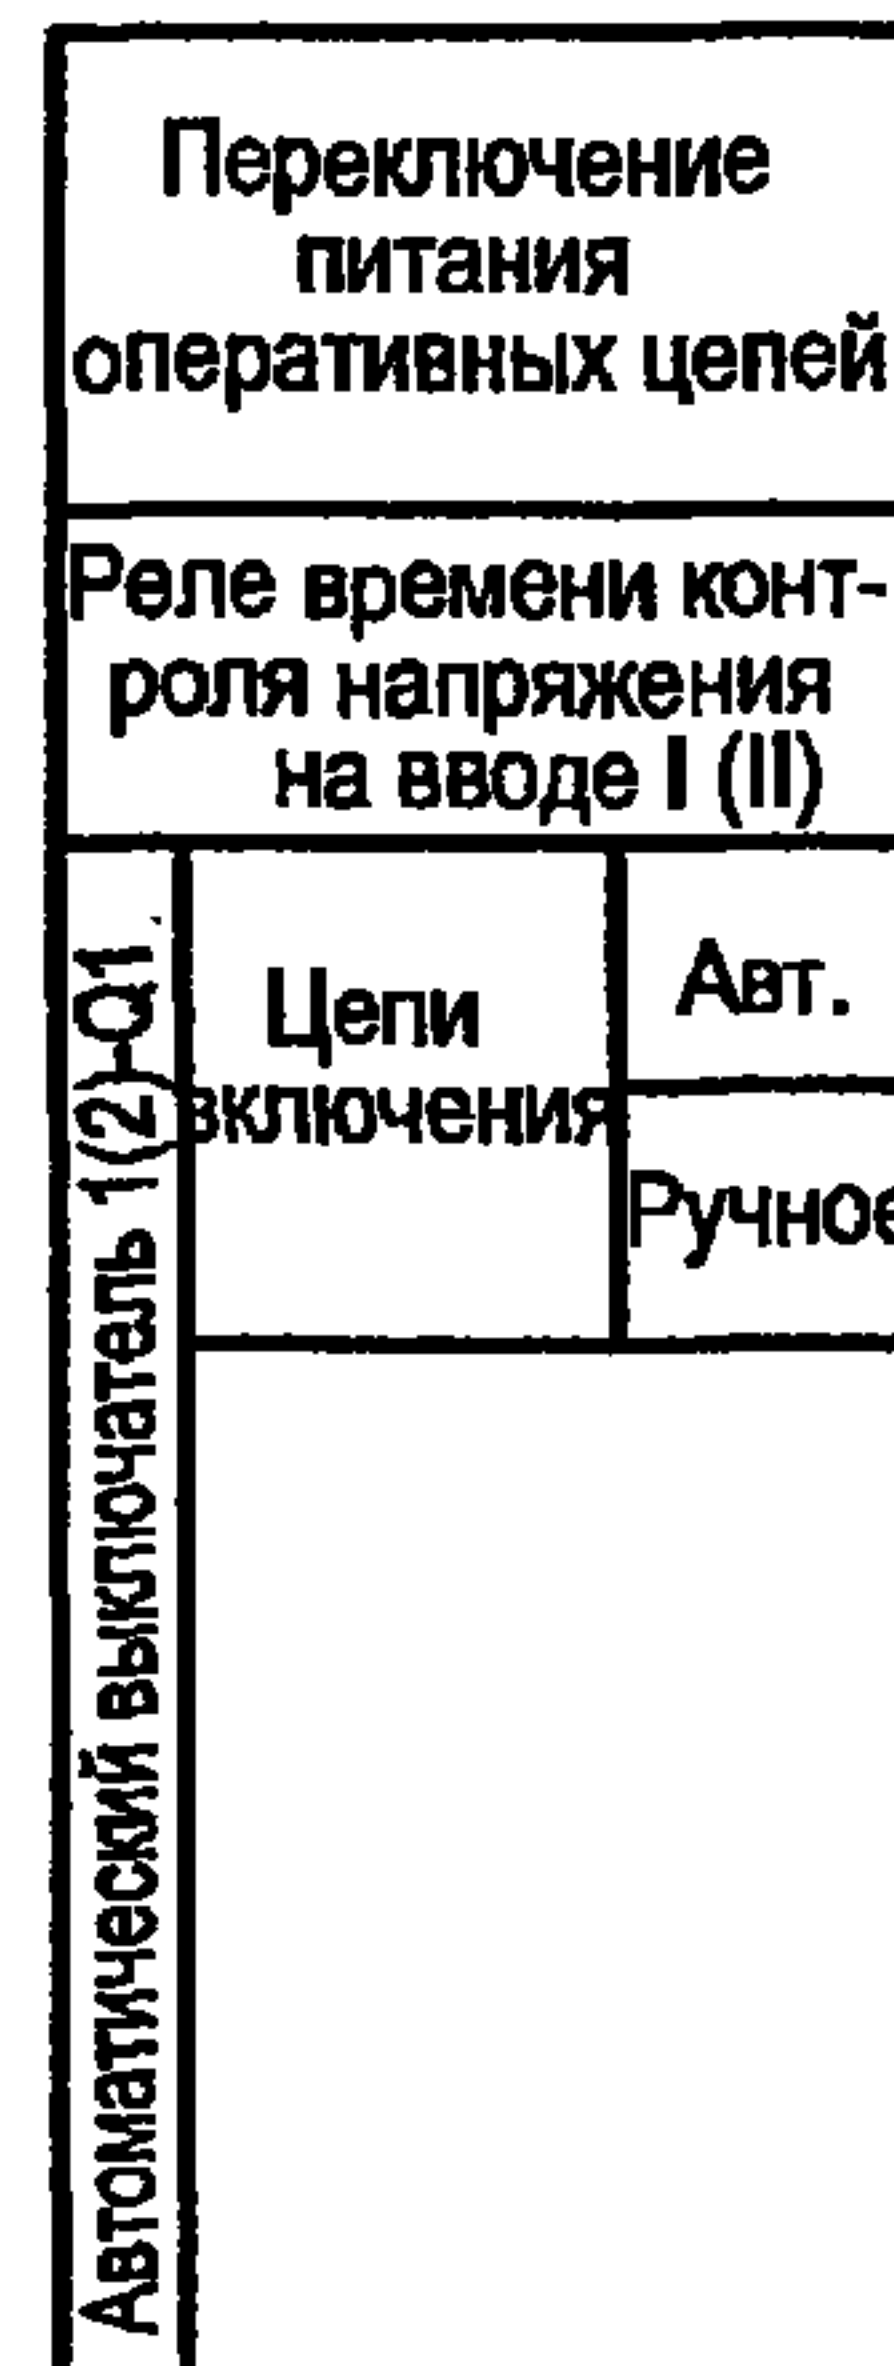 Переключение
питания
оперативных цепей
Реле времени конт-
роля напряжения
на вводе I (II)
Автоматический выключатель 1(2)-Q1
Цепи
включения
Авт.
Ручное